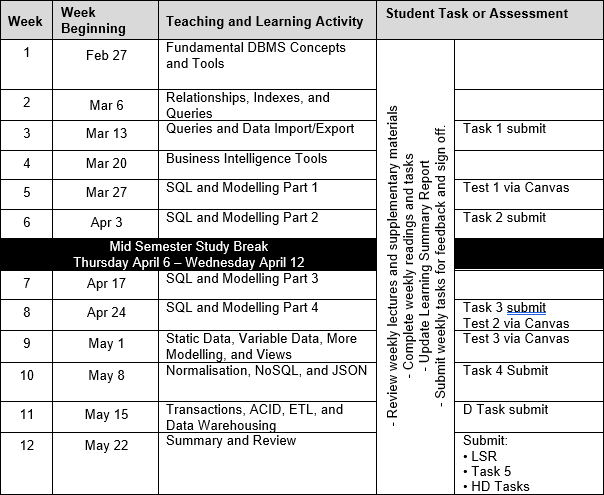 Week
Week Beginning
Teaching and Learning Activity
Student Task or Assessment
1
Feb 27
Fundamental DBMS Concepts
and Tools
- Review weekly lectures and supplementary materials
- Complete weekly readings and tasks
- Update Learning Summary Report
- Submit weekly tasks for feedback and sign off.
2
Mar 6
Relationships, Indexes, and
Queries
3
Mar 13
Queries and Data Import/Export
Task 1 submit
4
Mar 20
Business Intelligence Tools
5
Mar 27
SQL and Modelling Part 1
Test 1 via Canvas
6
Apr 3
SQL and Modelling Part 2
Task 2 submit
Mid Semester Study Break
Thursday April 6 – Wednesday April 12
7
Apr 17
SQL and Modelling Part 3
8
Apr 24
SQL and Modelling Part 4
Task 3 submit
Test 2 via Canvas
9
May 1
Static Data, Variable Data, More
Modelling, and Views
Test 3 via Canvas
10
May 8
Normalisation, NoSQL, and JSON
Task 4 Submit
11
May 15
Transactions, ACID, ETL, and
Data Warehousing
D Task submit
12
May 22
Summary and Review
Submit:
• LSR
• Task 5
• HD Tasks